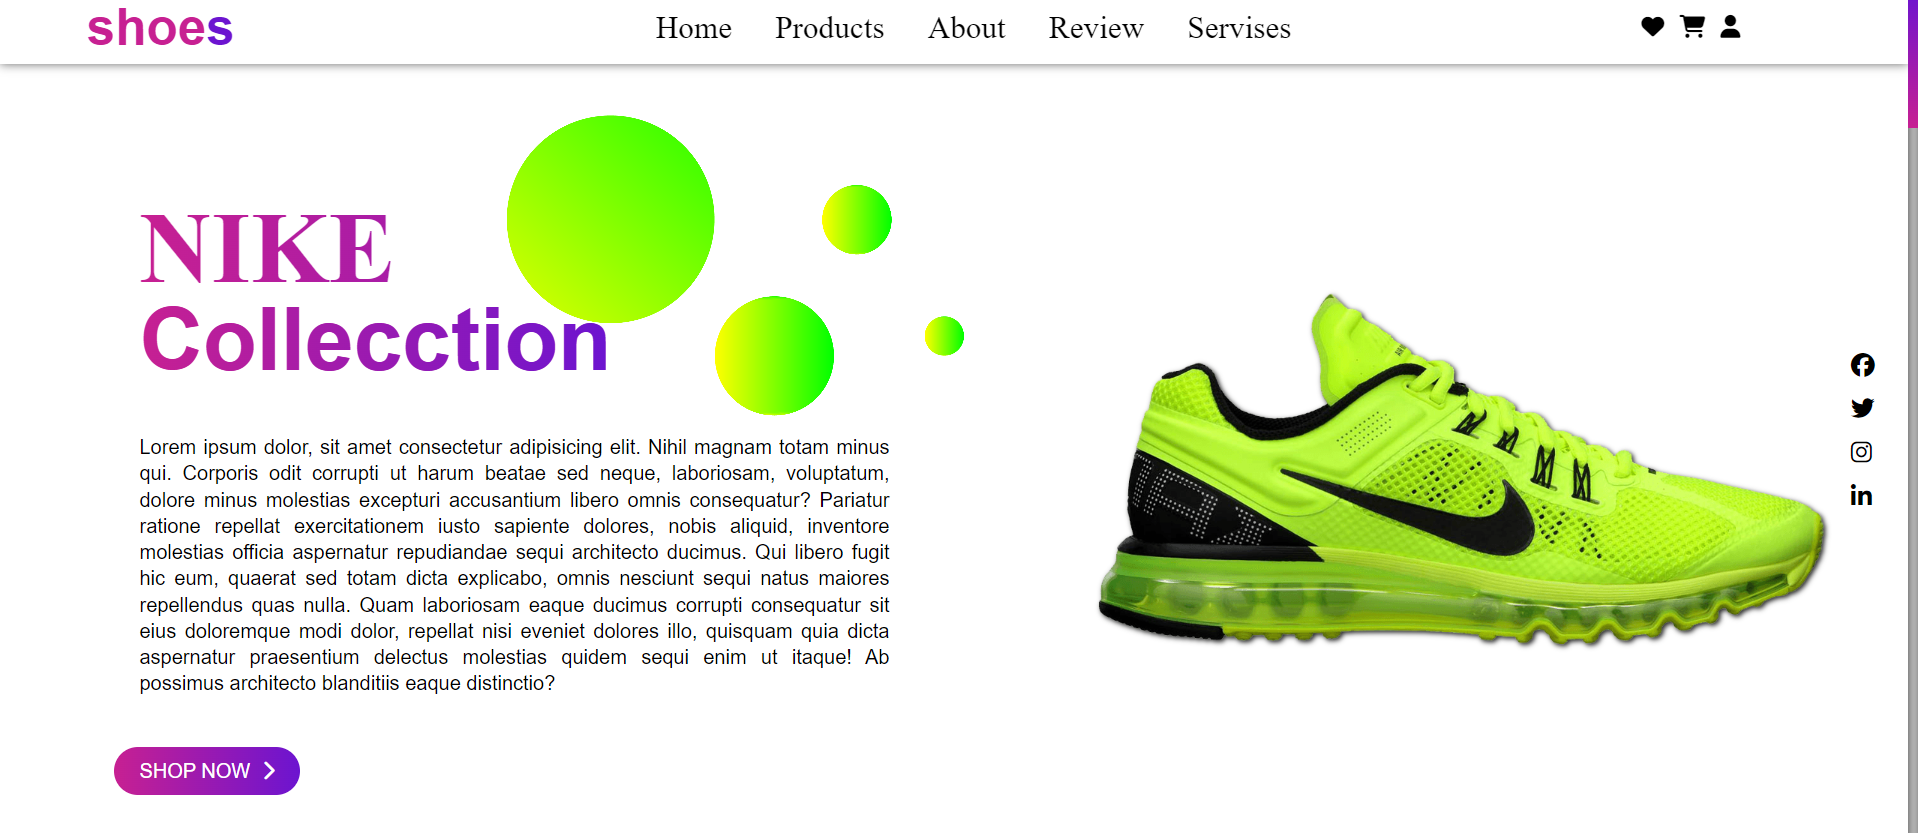 shoes
Home Products About Review Servises
NIKE
Collecction
Lorem ipsum dolor, sit amet consectetur adipisicing elit. Nihil magnam totam minus
qui. Corporis odit corrupti ut harum beatae sed neque, laboriosam, voluptatum,
dolore minus molestias excepturi accusantium libero omnis consequatur? Pariatur
ratione repellat exercitationem iusto sapiente dolores, nobis aliquid, inventore
molestias officia aspernatur repudiandae sequi architecto ducimus. Qui libero fugit
hic eum, quaerat sed totam dicta explicabo, omnis nesciunt sequi natus maiores
repellendus quas nulla. Quam laboriosam eaque ducimus corrupti consequatur sit
eius doloremque modi dolor, repellat nisi eveniet dolores illo, quisquam quia dicta
aspernatur praesentium delectus molestias quidem sequi enim ut itaque! Ab
possimus architecto blanditiis eaque distinctio?
SHOP NOW